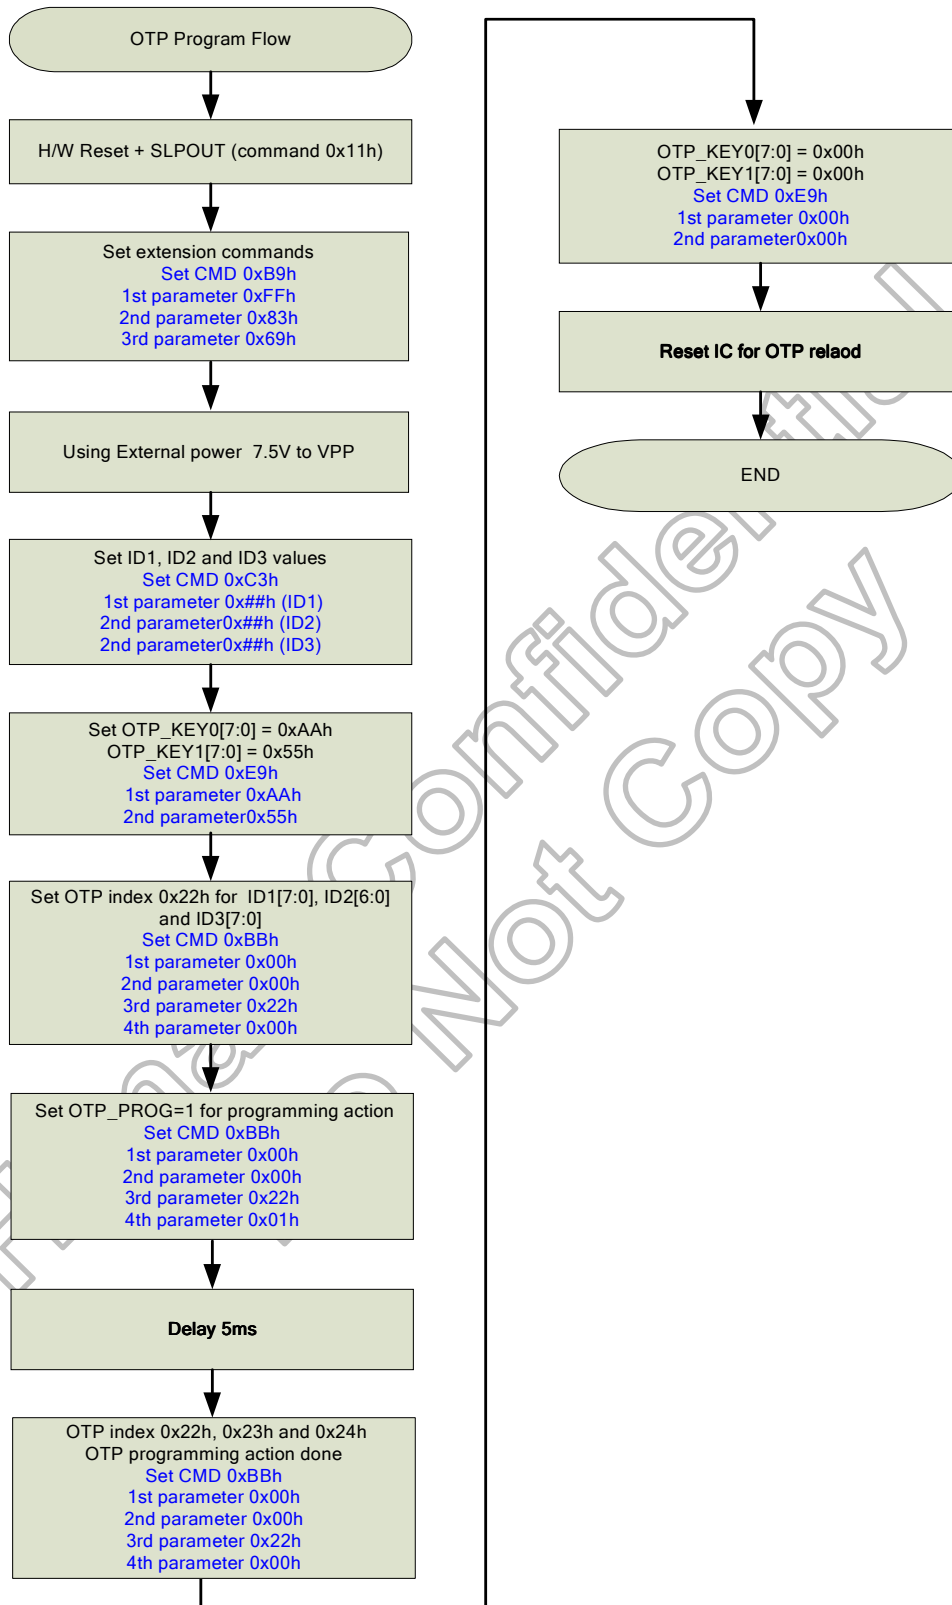 OTP Program Flow
H/W Reset + SLPOUT (command 0x11h)
Set extension commands
Set CMD 0xB9h
1st parameter 0xFFh
2nd parameter 0x83h
3rd parameter 0x69h
Using External power 7.5V to VPP
Set ID1, ID2 and ID3 values
Set CMD 0xC3h
1st parameter 0x##h (ID1)
2nd parameter0x##h (ID2)
2nd parameter0x##h (ID3)
Set OTP_KEY0[7:0] = 0xAAh
OTP_KEY1[7:0] = 0x55h
Set CMD 0xE9h
1st parameter 0xAAh
2nd parameter0x55h
Set OTP index 0x22h for ID1[7:0], ID2[6:0]
and ID3[7:0]
Set CMD 0xBBh
1st parameter 0x00h
2nd parameter 0x00h
3rd parameter 0x22h
4th parameter 0x00h
Set OTP_PROG=1 for programming action
Set CMD 0xBBh
1st parameter 0x00h
2nd parameter 0x00h
3rd parameter 0x22h
4th parameter 0x01h
Delay 5ms
OTP index 0x22h, 0x23h and 0x24h
OTP programming action done
Set CMD 0xBBh
1st parameter 0x00h
2nd parameter 0x00h
3rd parameter 0x22h
4th parameter 0x00h
OTP_KEY0[7:0] = 0x00h
OTP_KEY1[7:0] = 0x00h
Set CMD 0xE9h
1st parameter 0x00h
2nd parameter0x00h
Reset IC for OTP relaod
END
Not Copy